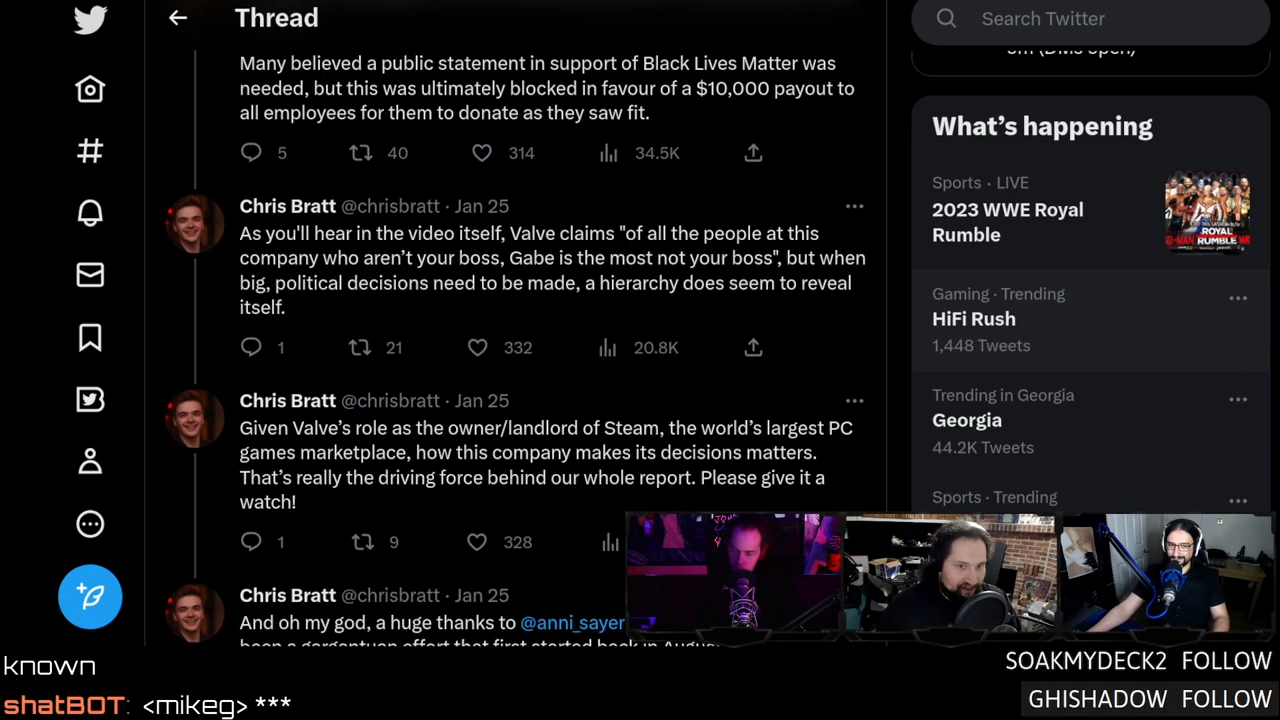 Thread
Search Twitter
Many believed a public statement in support of Black Lives Matter was
needed, but this was ultimately blocked in favour of a $10,000 payout to
all employees for them to donate as they saw fit.
5 40 314 34.5K
Chris Bratt @chrisbratt · Jan 25
As you'll hear in the video itself, Valve claims "of all the people at this
company who aren’t your boss, Gabe is the most not your boss", but when
big, political decisions need to be made, a hierarchy does seem to reveal
itself.
1 21 332 20.8K
Chris Bratt @chrisbratt · Jan 25
Given Valve’s role as the owner/landlord of Steam, the world’s largest PC
games marketplace, how this company makes its decisions matters.
That’s really the driving force behind our whole report. Please give it a
watch!
1 9 328
Chris Bratt @chrisbratt · Jan 25
And oh my god, a huge thanks to @anni_sayer
What’s happening
Sports · LIVE
2023 WWE Royal
Rumble
ROYAL
RUMBLE
Gaming · Trending
HiFi Rush
1,448 Tweets
Trending in Georgia
Georgia
44.2K Tweets
Sports · Trending
known
shatBOT: <mikeg> ***
SOAKMYDECK2 FOLLOW
GHISHADOW FOLLOW